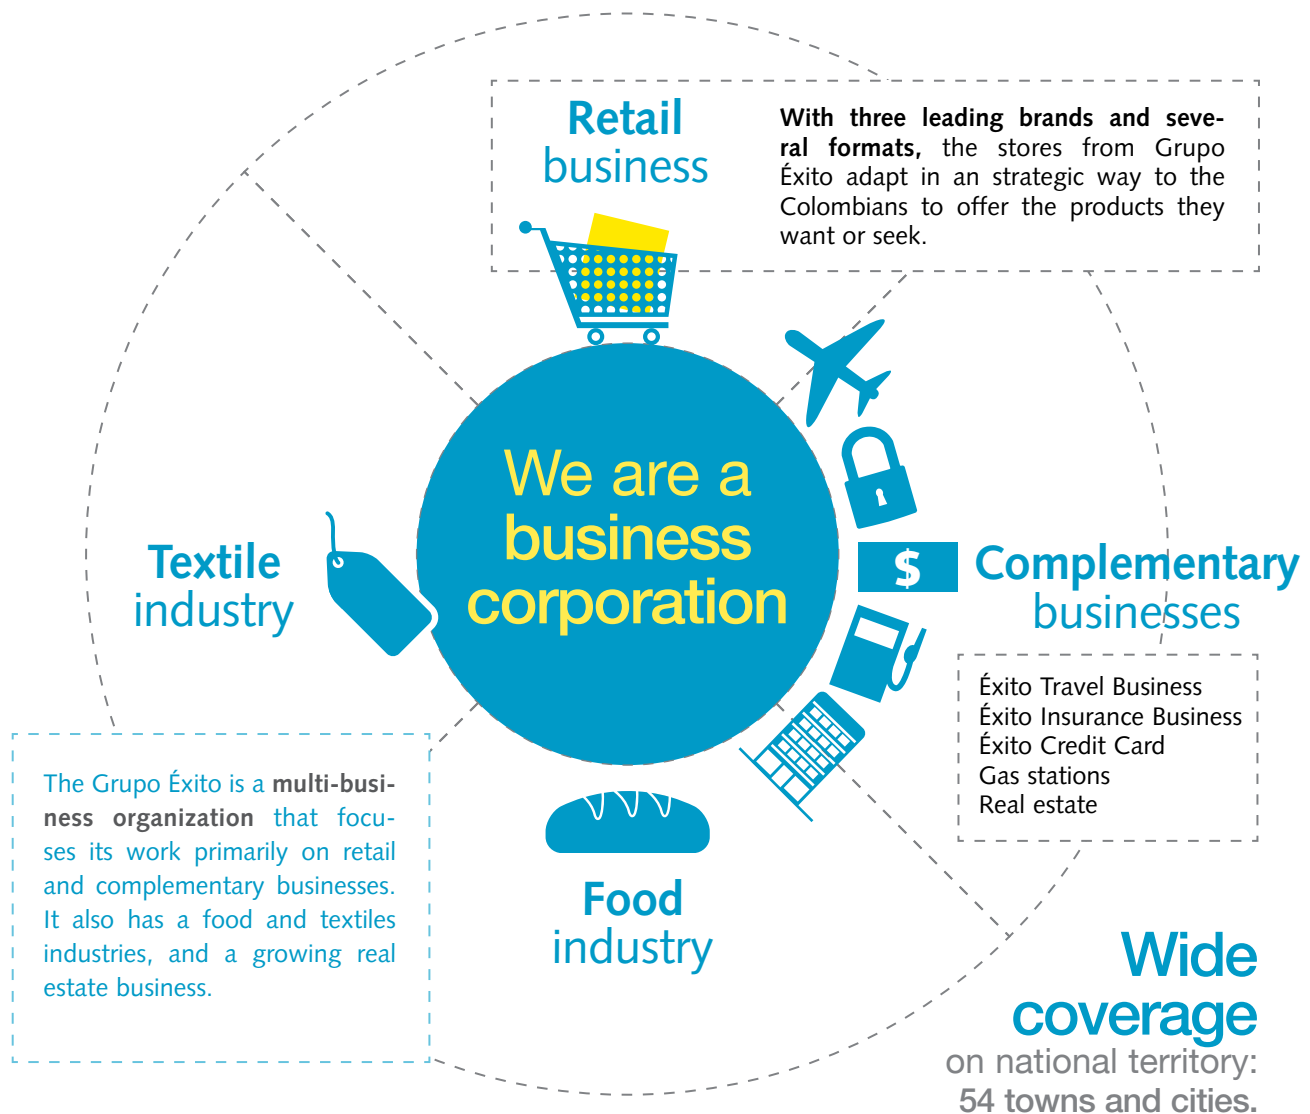 Retail
business
With three leading brands and seve-
ral formats, the stores from Grupo
Éxito adapt in an strategic way to the
Colombians to offer the products they
want or seek.
We are a
business
corporation
Textile
industry
$
Complementary
businesses
Éxito Travel Business
Éxito Insurance Business
Éxito Credit Card
Gas stations
Real estate
The Grupo Éxito is a multi-busi-
ness organization that focu-
ses its work primarily on retail
and complementary businesses.
It also has a food and textiles
industries, and a growing real
estate business.
Food
industry
Wide
coverage
on national territory:
54 towns and cities.